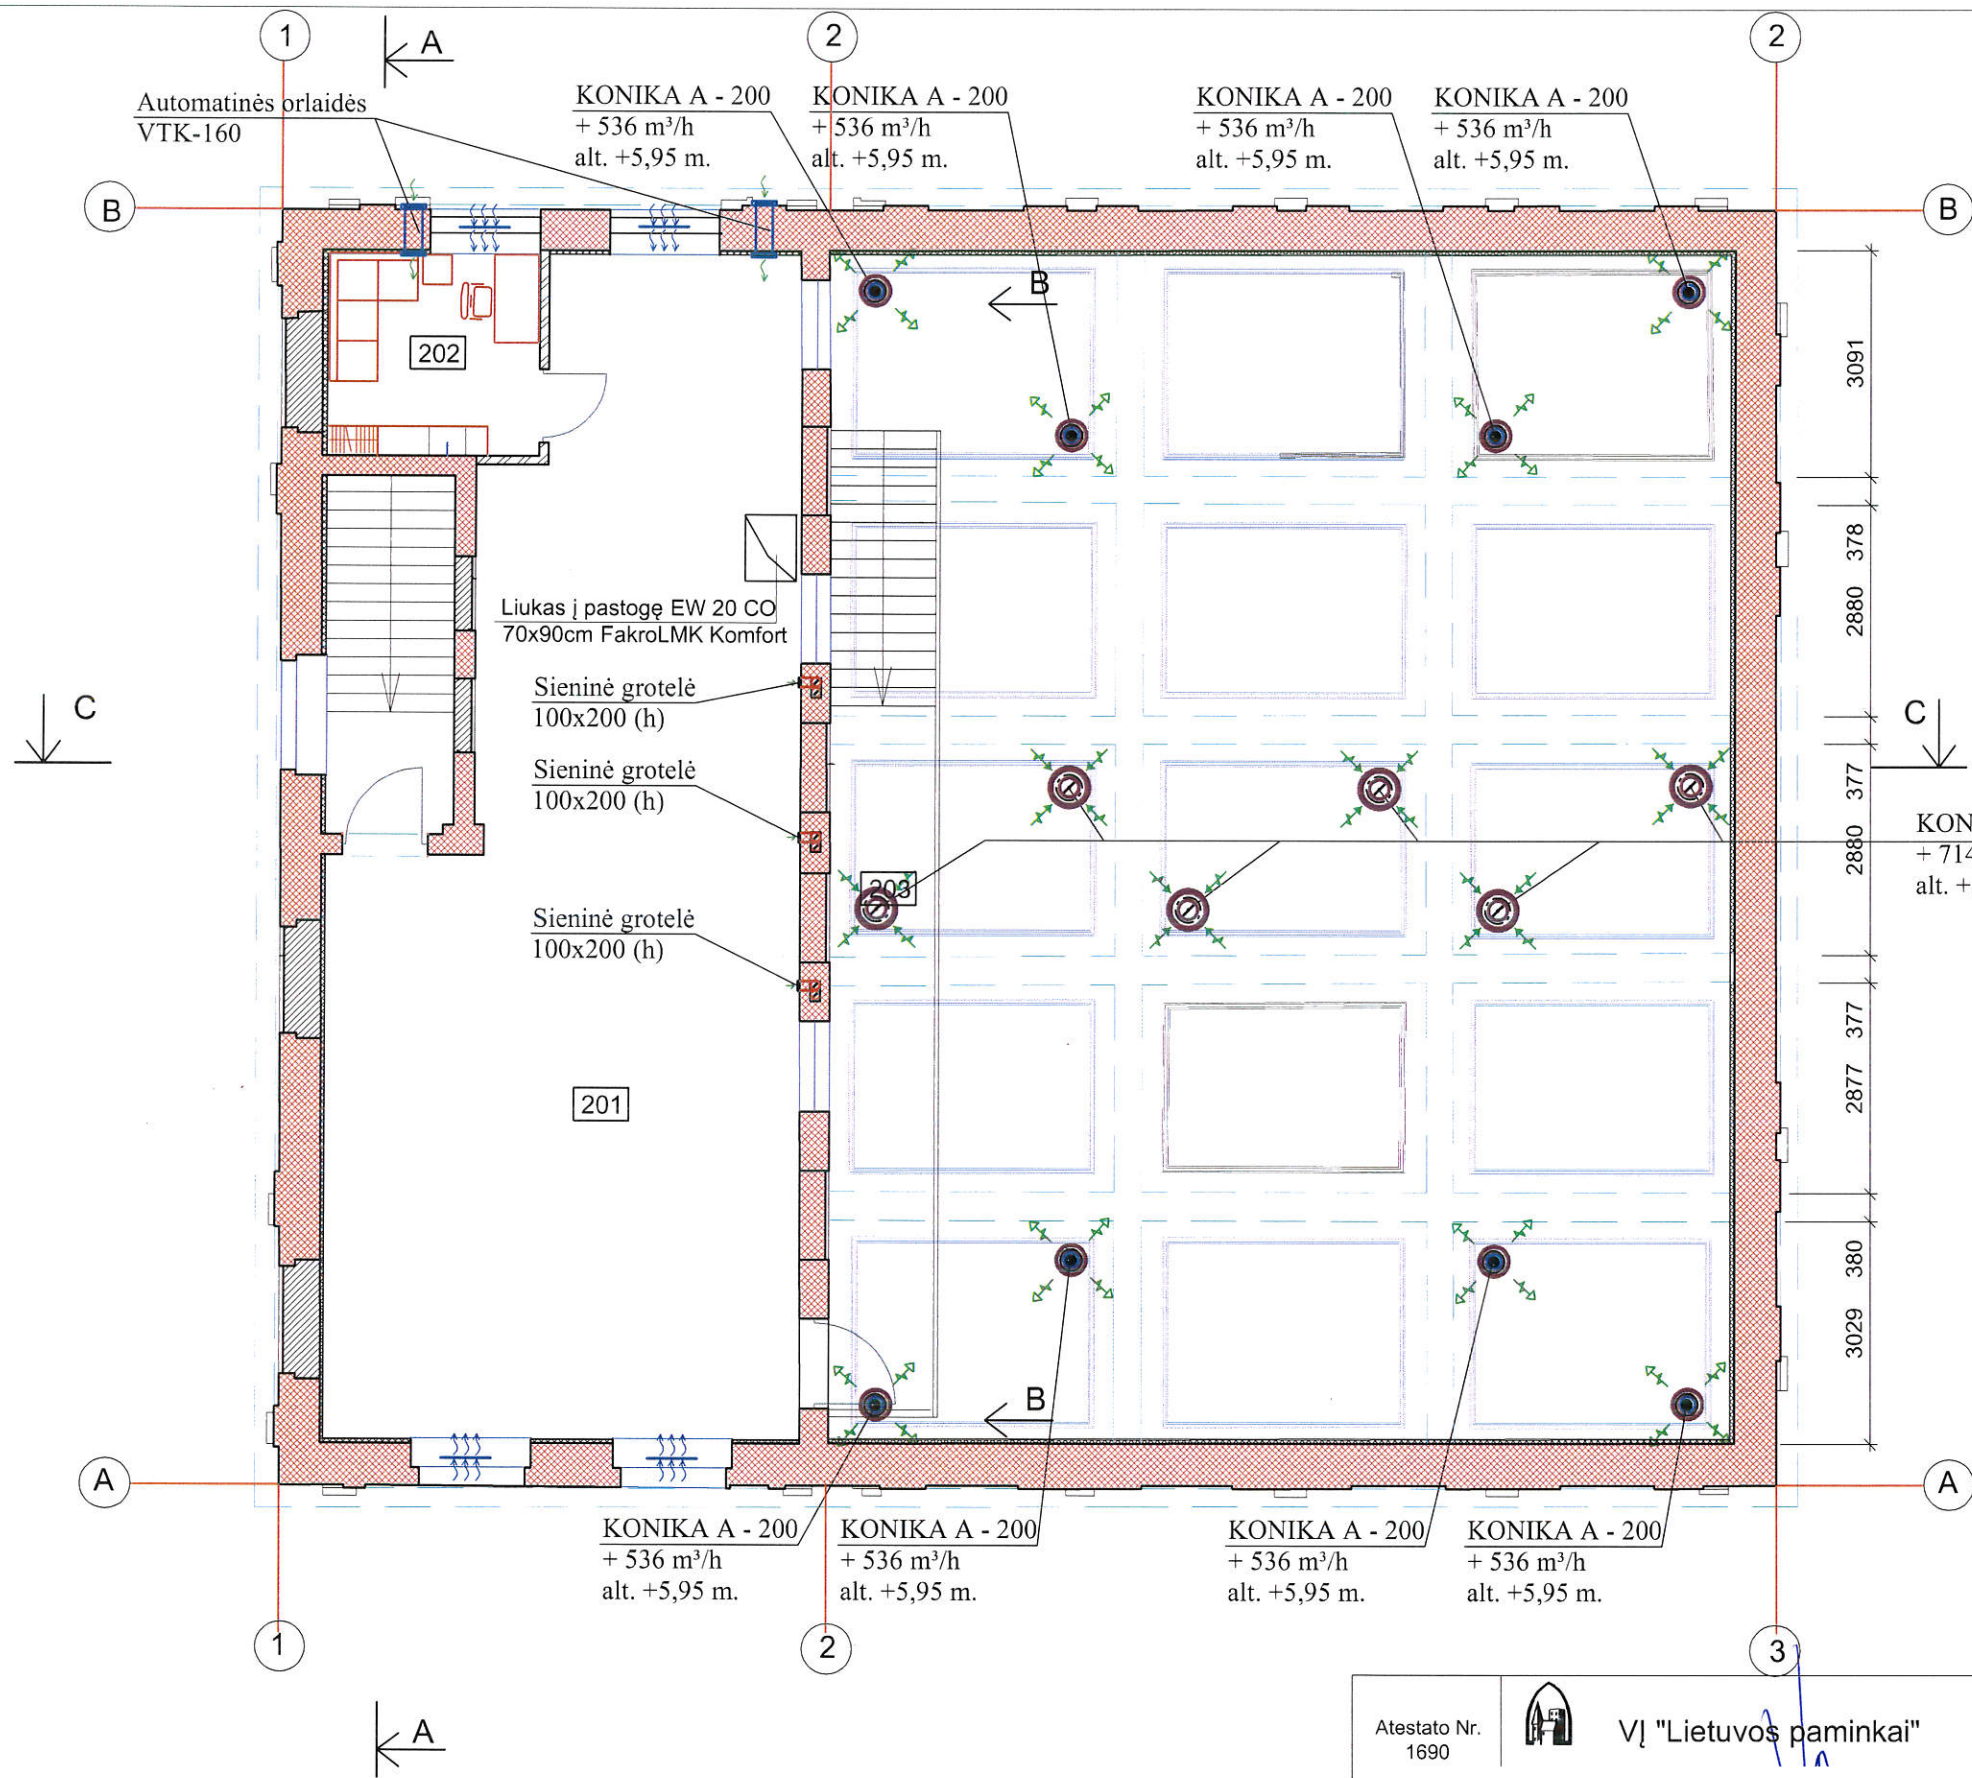 1
A
2
2
Automatinės orlaidės
VTK-160
KONIKA A - 200
+ 536 m³/h
alt. +5,95 m.
KONIKA A - 200
+ 536 m³/h
alt. +5,95 m.
KONIKA A - 200
+ 536 m³/h
alt. +5,95 m.
KONIKA A - 200
+ 536 m³/h
alt. +5,95 m.
B
B
B
202
3091
378
2880
377
2880
377
2877
380
3029
Liukas į pastogę EW 20 CO
70x90cm FakroLMK Komfort
Sieninė grotelė
100x200 (h)
Sieninė grotelė
100x200 (h)
Sieninė grotelė
100x200 (h)
C
C
KON
+ 714
alt. +
203
201
B
A
A
KONIKA A - 200
+ 536 m³/h
alt. +5,95 m.
KONIKA A - 200
+ 536 m³/h
alt. +5,95 m.
KONIKA A - 200
+ 536 m³/h
alt. +5,95 m.
KONIKA A - 200
+ 536 m³/h
alt. +5,95 m.
1
2
3
A
Atestato Nr.
1690
VĮ "Lietuvos paminkai"